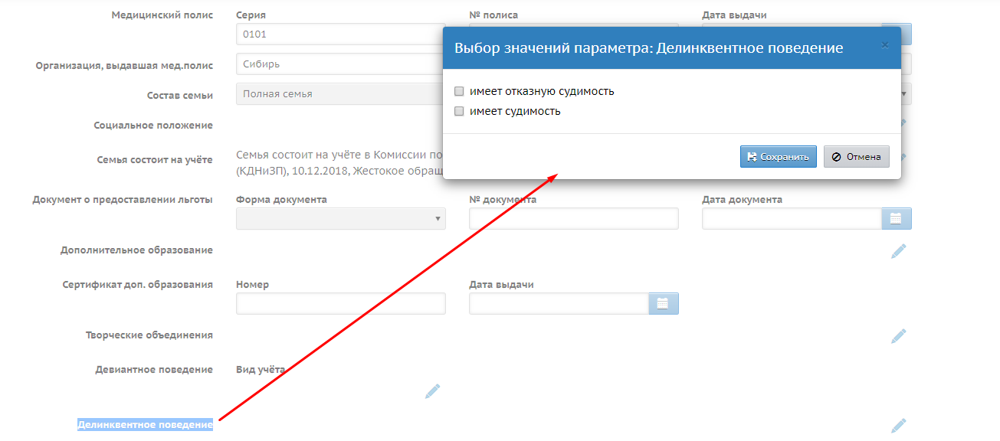 Медицинский полис
Серия
№ полиса
Дата выдачи
0101
Выбор значений параметра: Делинквентное поведение
×
Организация, выдавшая мед.полис
Сибирь
имеет отказную судимость
Состав семьи
Полная семья
имеет судимость
Социальное положение
Семья состоит на учёте
Семья состоит на учёте в Комиссии по
(КДНиЗП), 10.12.2018, Жестокое обращ
Сохранить
Отмена
Документ о предоставлении льготы
Форма документа
№ документа
Дата документа
Дополнительное образование
Сертификат доп. образования
Номер
Дата выдачи
Творческие объединения
Девиантное поведение
Вид учёта
Делинквентное поведение